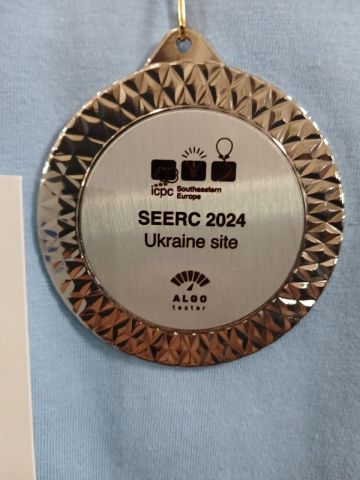 icpc Southeastern
Europe
SEERC 2024
Ukraine site
ALGO
tester